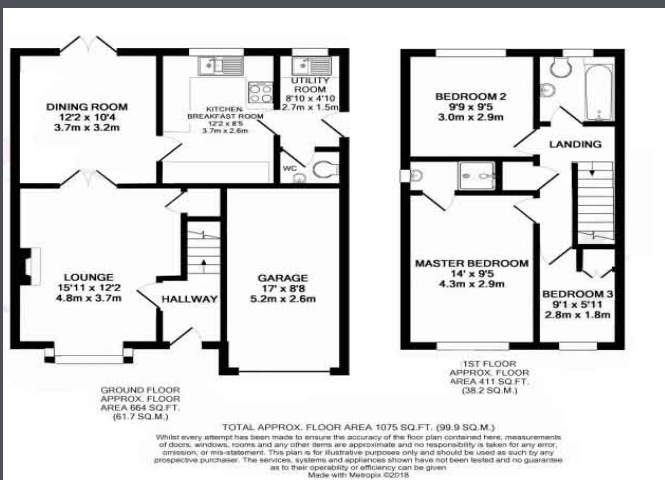 DINING ROOM
12'2 x 10'4
3.7m x 3.2m
KITCHEN
BREAKFAST ROOM
12'2 x 8'5
3.7m x 2.6m
UTILITY
ROOM
8'10 x 4'10
2.7m x 1.5m
WC
LOUNGE
15'11 x 12'2
4.8m x 3.7m
HALLWAY
GARAGE
17' x 8'8
5.2m x 2.6m
GROUND FLOOR
APPROX. FLOOR
AREA 664 SQ.FT.
(61.7 SQ.M.)
BEDROOM 2
9'9 x 9'5
3.0m x 2.9m
LANDING
MASTER BEDROOM
14' x 9'5
4.3m x 2.9m
BEDROOM 3
9'1 x 5'11
2.8m x 1.8m
1ST FLOOR
APPROX. FLOOR
AREA 411 SQ.FT.
(38.2 SQ.M.)
TOTAL APPROX. FLOOR AREA 1075 SQ.FT. (99.9 SQ.M.)
Whilst every attempt has been made to ensure the accuracy of the floor plan contained here, measurements
of doors, windows, rooms and any other items are approximate and no responsibility is taken for any error,
omission, or mis-statement. This plan is for illustrative purposes only and should be used as such by any
prospective purchaser. The services, systems and appliances shown have not been tested and no guarantee
as to their operability or efficiency can be given
Made with Metropix ©2018